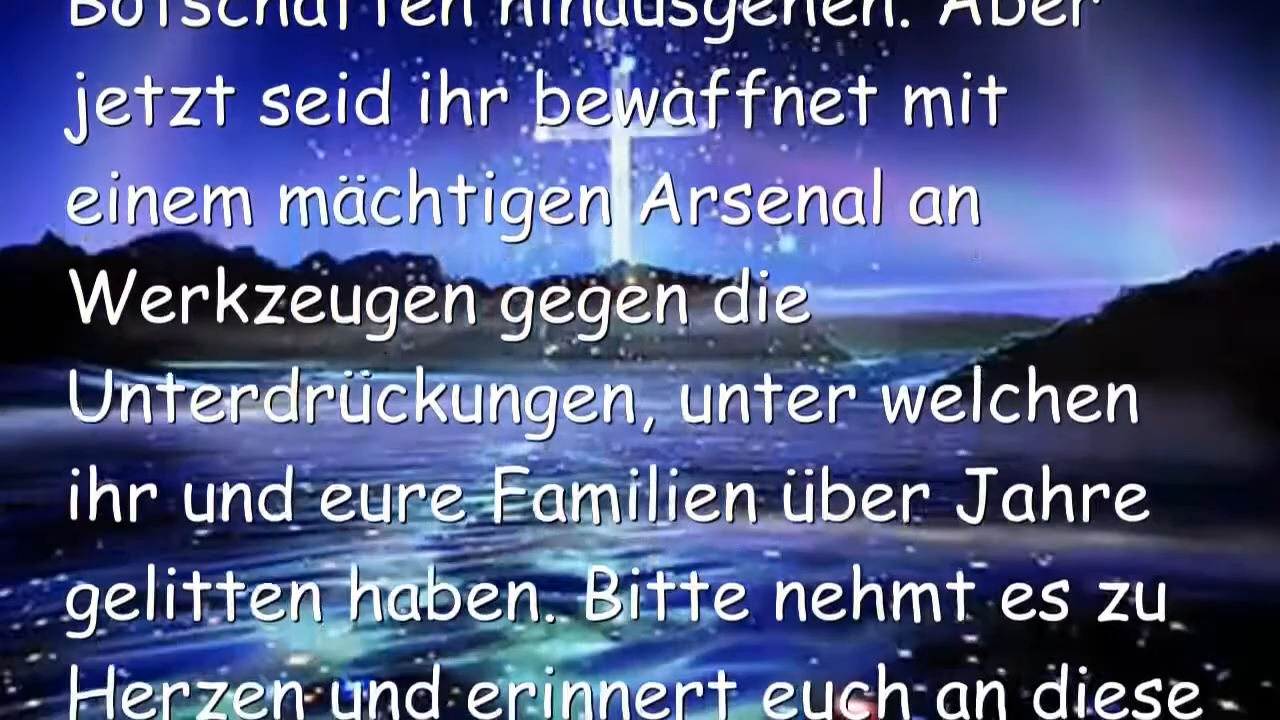 Botschaften hinausgehen. Aber
jetzt seid ihr bewaffnet mit
einem mächtigen Arsenal an
Werkzeugen gegen die
Unterdrückungen, unter welchen
ihr und eure Familien über Jahre
gelitten haben. Bitte nehmt es zu
Herzen und erinnert euch an diese